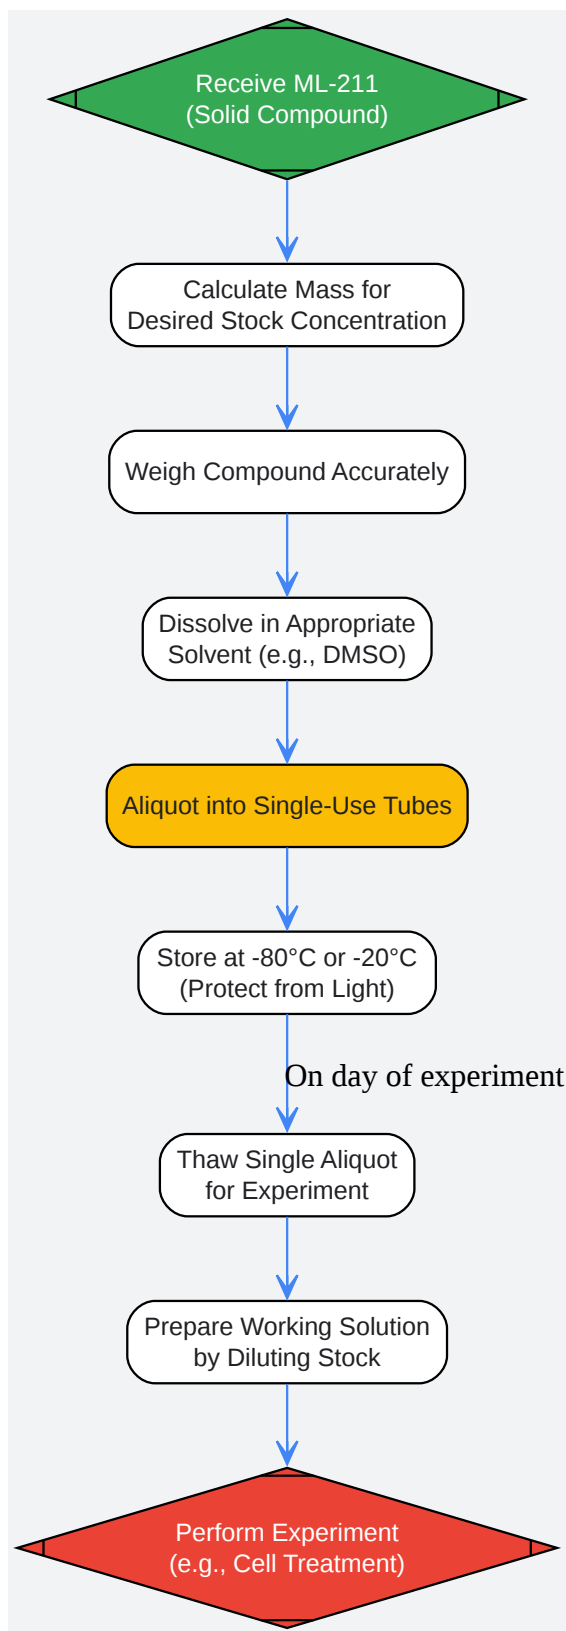 Receive ML-211
(Solid Compound)
Calculate Mass for
Desired Stock Concentration
Weigh Compound Accurately
Dissolve in Appropriate
Solvent (e.g., DMSO)
Aliquot into Single-Use Tubes
Store at -80°C or -20°C
(Protect from Light)
On day of experiment
Thaw Single Aliquot
for Experiment
Prepare Working Solution
by Diluting Stock
Perform Experiment
(e.g., Cell Treatment)